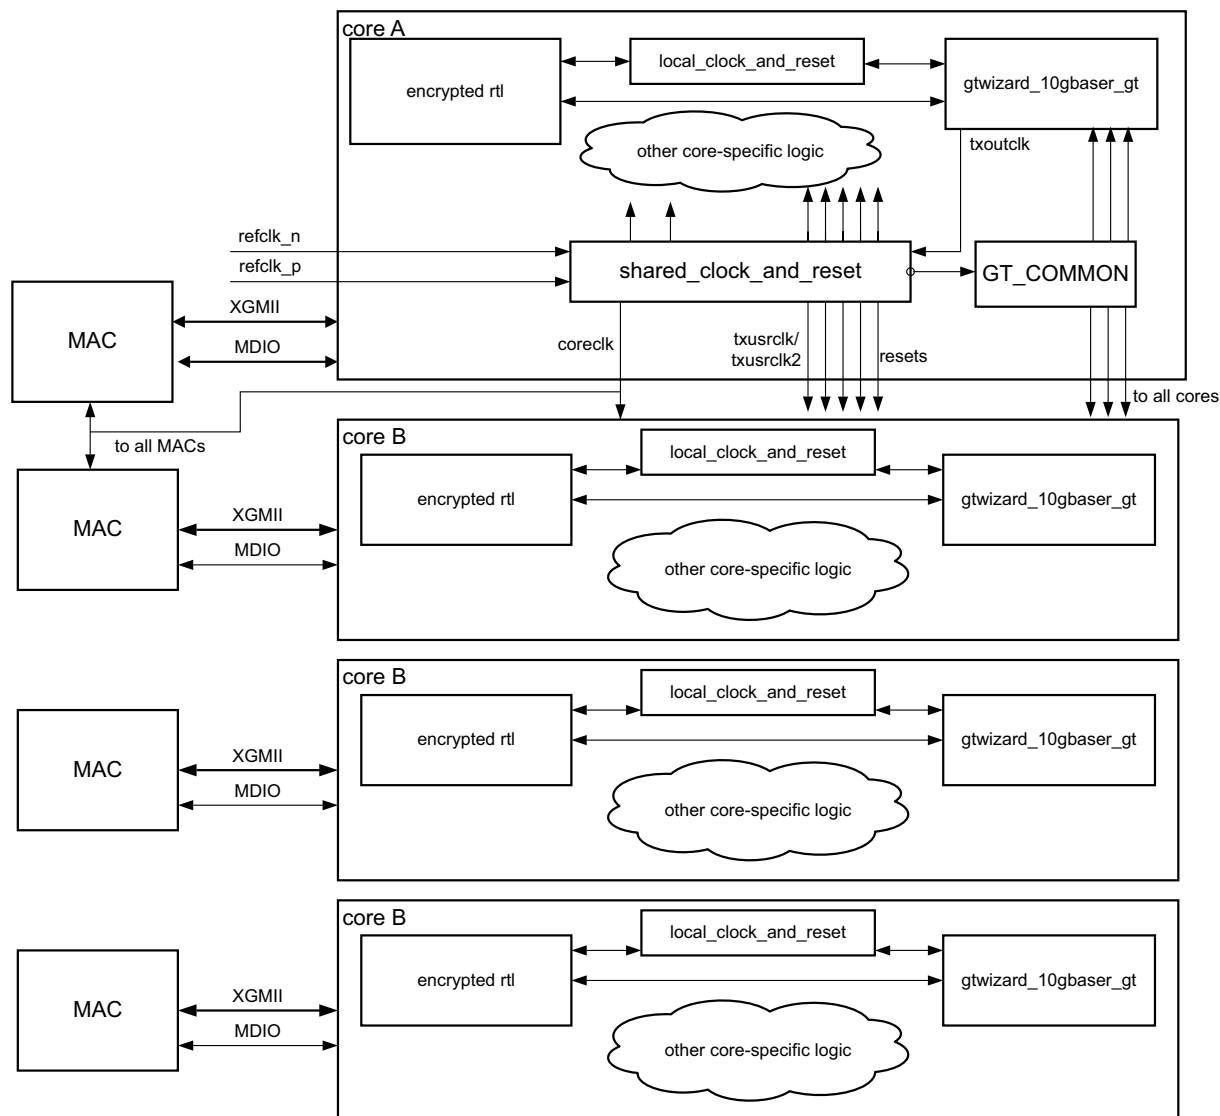 core A
local_clock_and_reset
encrypted rtl
gtwizard_10gbaser_gt
other core-specific logic
txoutclk
refclk_n
refclk_p
shared_clock_and_reset
GT_COMMON
MAC
XGMII
MDIO
coreclk
txusrclk/
txusrclk2
resets
to all cores
to all MACs
core B
local_clock_and_reset
encrypted rtl
gtwizard_10gbaser_gt
MAC
XGMII
MDIO
other core-specific logic
core B
local_clock_and_reset
encrypted rtl
gtwizard_10gbaser_gt
MAC
XGMII
MDIO
other core-specific logic
core B
local_clock_and_reset
encrypted rtl
gtwizard_10gbaser_gt
MAC
XGMII
MDIO
other core-specific logic